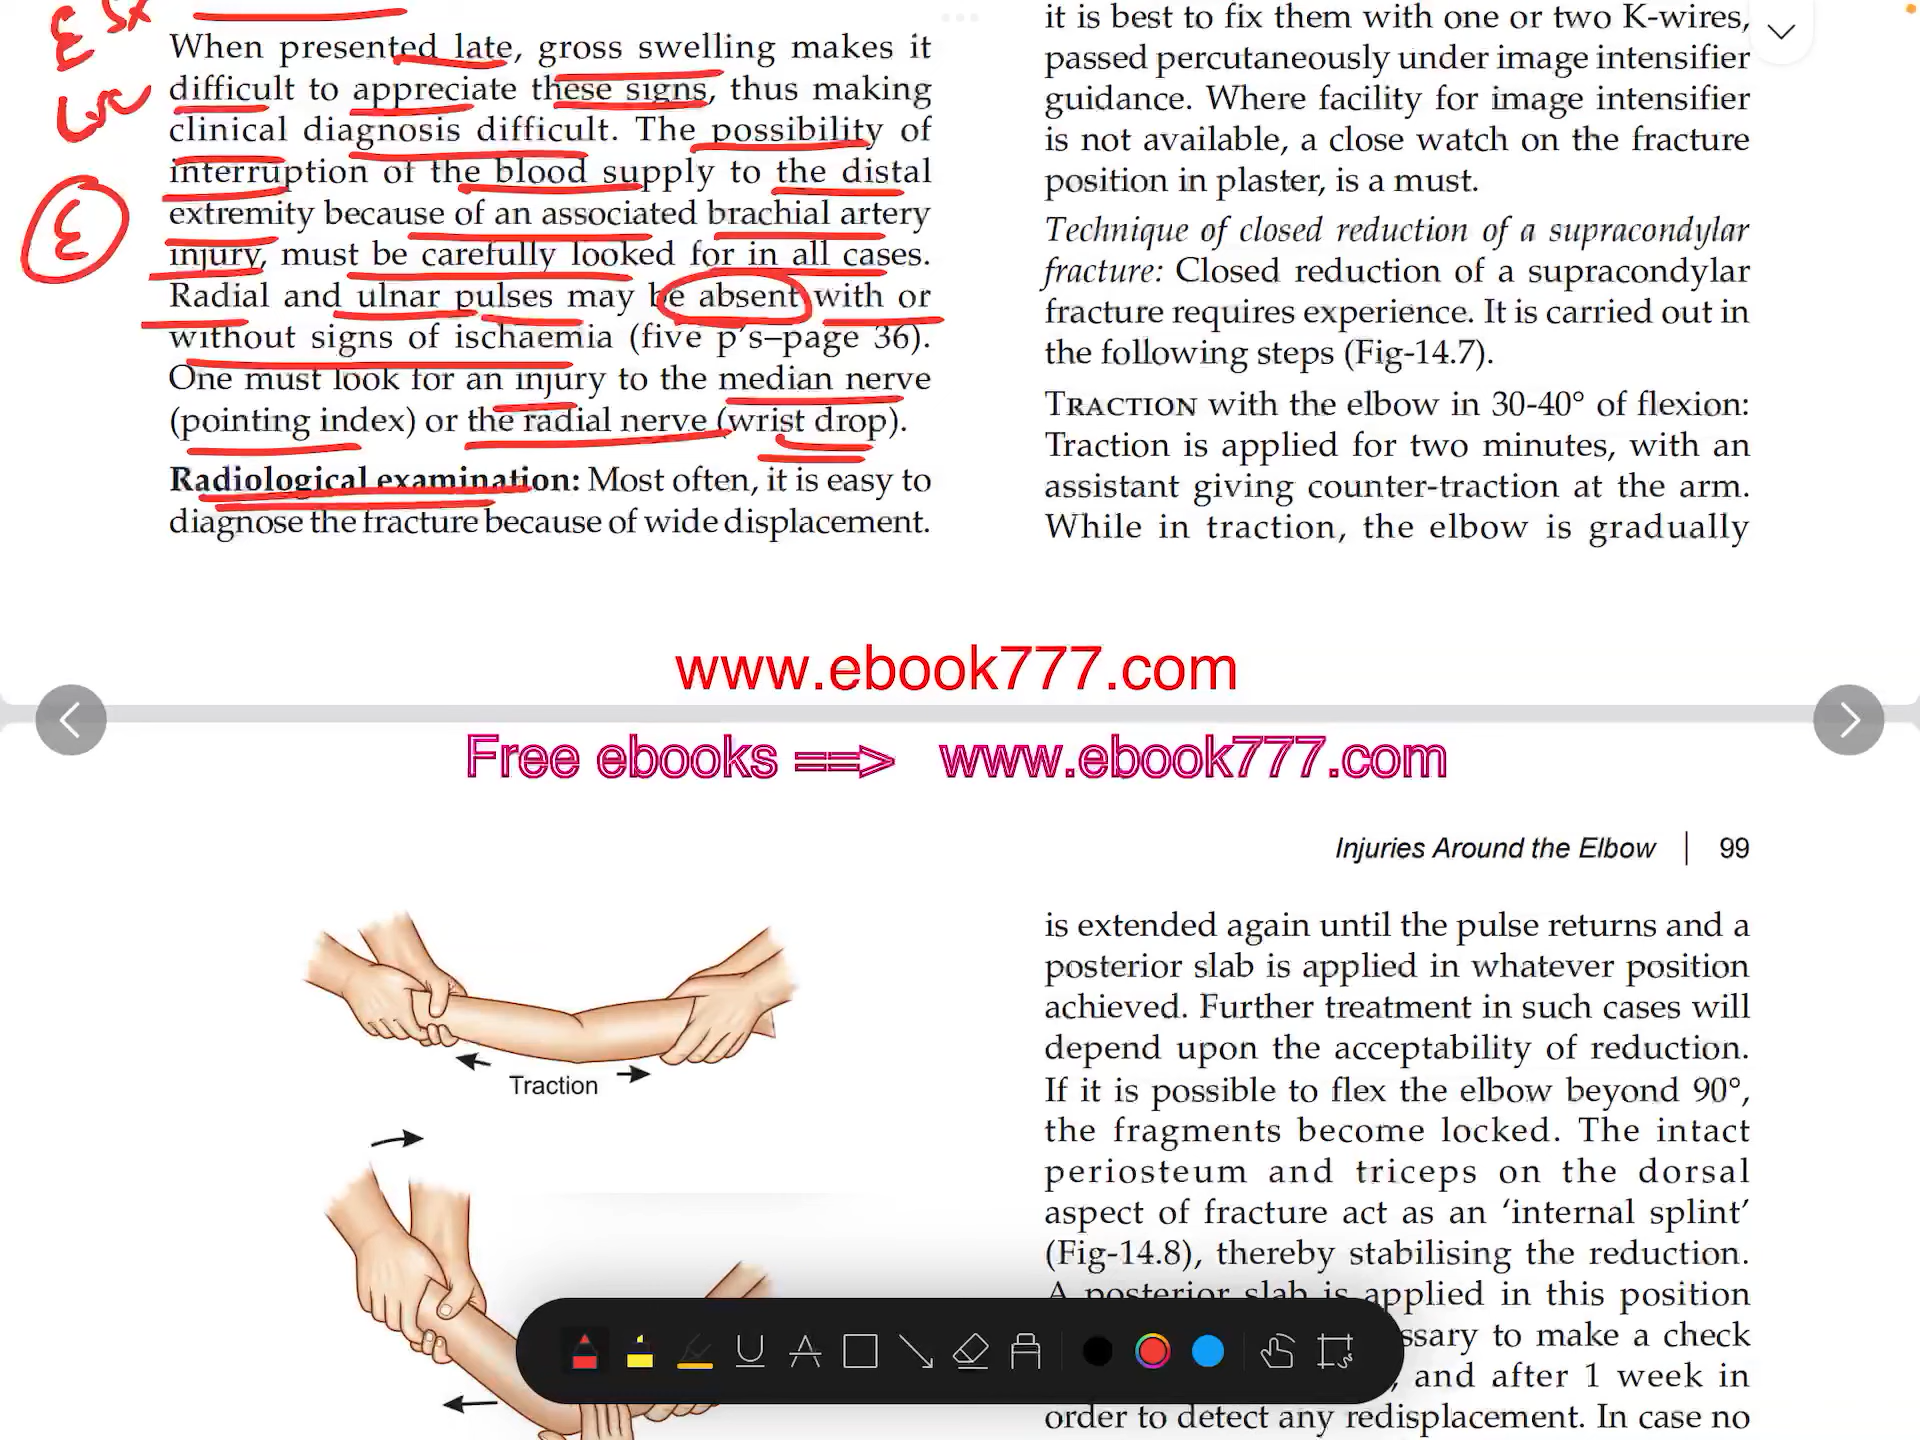 When presented late, gross swelling makes it
difficult to appreciate these signs, thus making
clinical diagnosis difficult. The possibility of
interruption of the blood supply to the distal
extremity because of an associated brachial artery
injury, must be carefully looked for in all cases.
Radial and ulnar pulses may be absent with or
without signs of ischaemia (five p's–page 36).
One must look for an injury to the median nerve
(pointing index) or the radial nerve (wrist drop).
Radiological examination: Most often, it is easy to
diagnose the fracture because of wide displacement.
it is best to fix them with one or two K-wires,
passed percutaneously under image intensifier
guidance. Where facility for image intensifier
is not available, a close watch on the fracture
position in plaster, is a must.
Technique of closed reduction of a supracondylar
fracture: Closed reduction of a supracondylar
fracture requires experience. It is carried out in
the following steps (Fig-14.7).
TRACTION with the elbow in 30-40° of flexion:
Traction is applied for two minutes, with an
assistant giving counter-traction at the arm.
While in traction, the elbow is gradually
www.ebook777.com
Free ebooks ==> www.ebook777.com
Injuries Around the Elbow | 99
Traction
is extended again until the pulse returns and a
posterior slab is applied in whatever position
achieved. Further treatment in such cases will
depend upon the acceptability of reduction.
If it is possible to flex the elbow beyond 90°,
the fragments become locked. The intact
periosteum and triceps on the dorsal
aspect of fracture act as an ‘internal splint’
(Fig-14.8), thereby stabilising the reduction.
A posterior slab is applied in this position
ssary to make a check
, and after 1 week in
order to detect any redisplacement. In case no